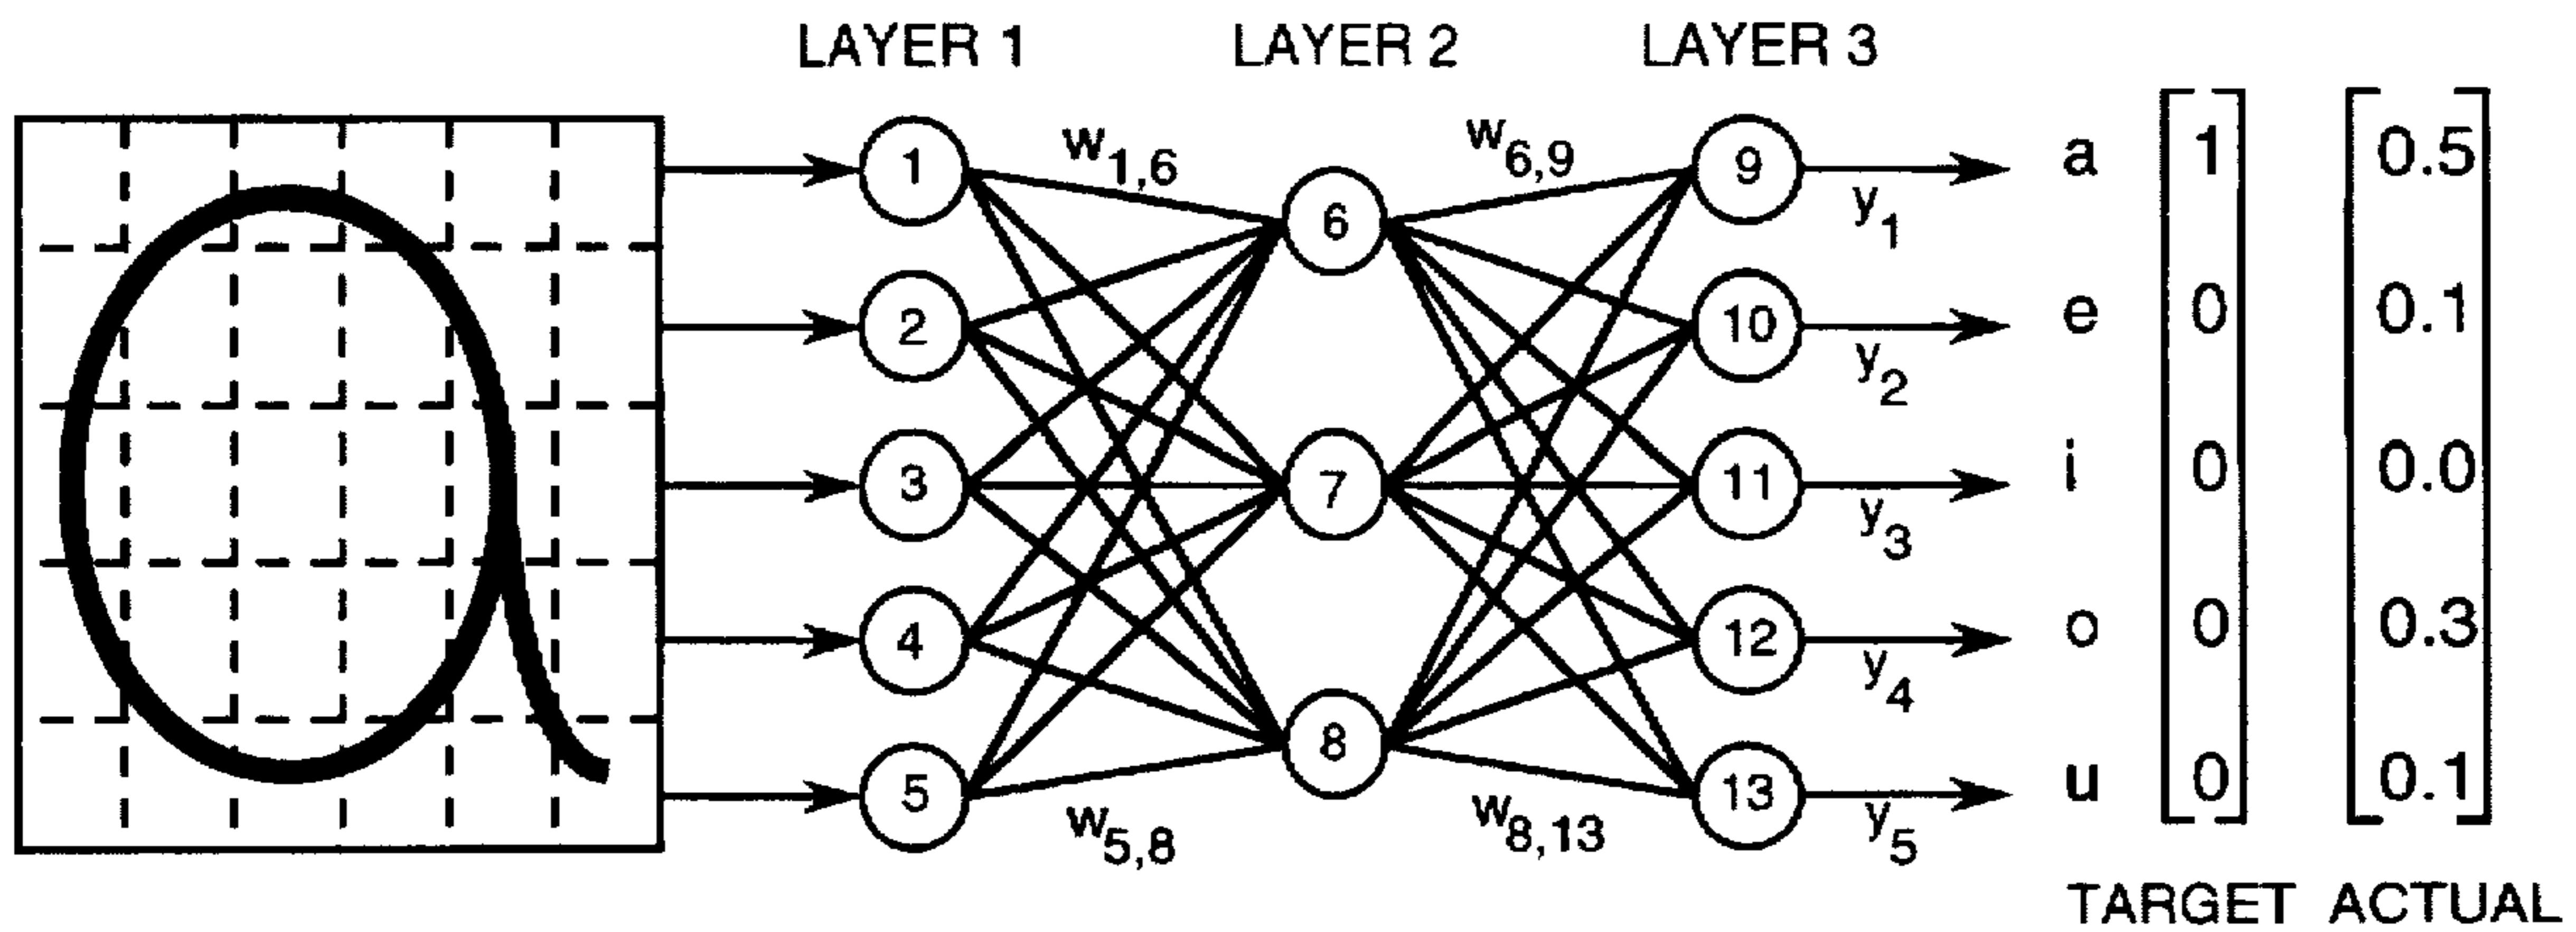 LAYER 1 LAYER 2 LAYER 3
1 w1,6 6 w6,9 9 y1 a 1 0.5
2 10 y2 e 0 0.1
3 7 11 y3 i 0 0.0
4 12 y4 o 0 0.3
5 w5,8 8 w8,13 13 y5 u 0 0.1
TARGET ACTUAL